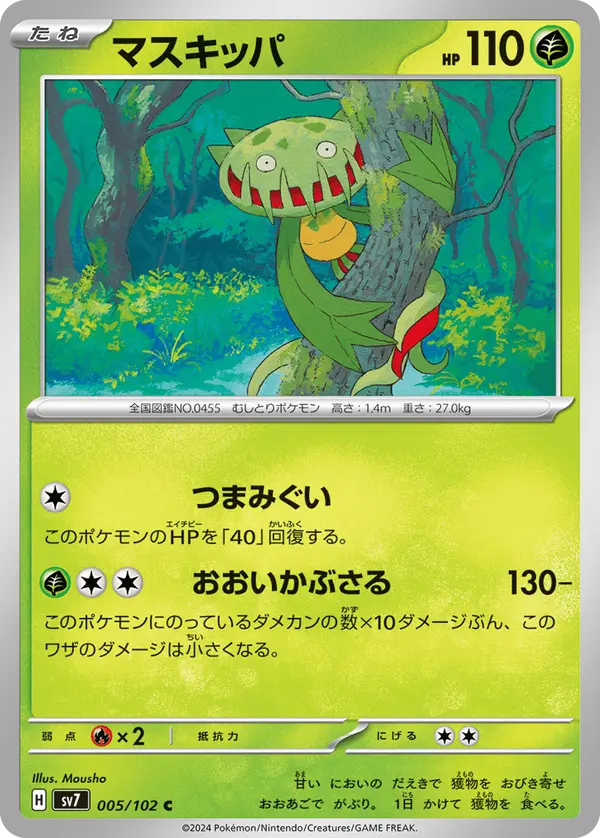 たね マスキッパ HP 110
全国図鑑NO.0455 むしとりポケモン 高さ:1.4m 重さ:27.0kg
つまみぐい
このポケモンのHPを「40」回復する。
おおいかぶさる 130−
このポケモンにのっているダメカンの数×10ダメージぶん、この
ワザのダメージは小さくなる。
弱点 ×2 抵抗力 にげる
Illus. Mousho
H sv7 005/102 C
甘い においの だえきで 獲物を おびき寄せ
おおあごで がぶり。1日 かけて 獲物を 食べる。
©2024 Pokémon/Nintendo/Creatures/GAME FREAK.